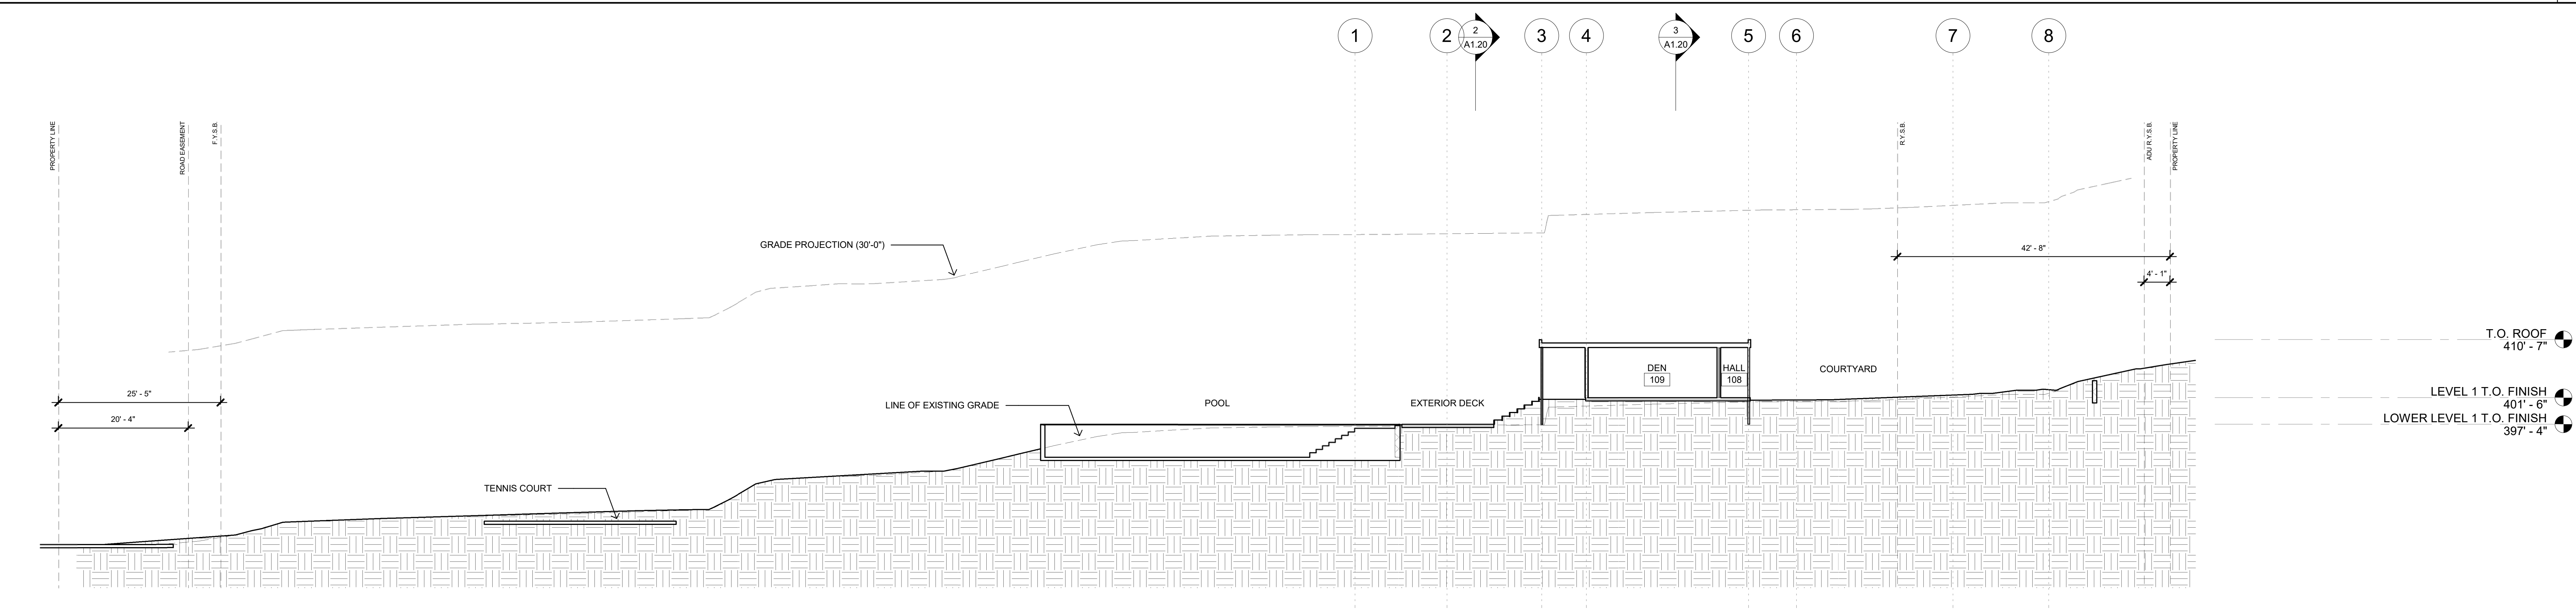 1
2
2
A1.20
3
4
3
A1.20
5
6
7
8
PROPERTY LINE
ROAD EASEMENT
F.Y.S.B.
R.Y.S.B.
ADU R.Y.S.B.
PROPERTY LINE
GRADE PROJECTION (30'-0")
42' - 8"
4' - 1"
T.O. ROOF
410' - 7"
DEN
109
HALL
108
COURTYARD
25' - 5"
20' - 4"
LINE OF EXISTING GRADE
POOL
EXTERIOR DECK
LEVEL 1 T.O. FINISH
401' - 6"
LOWER LEVEL 1 T.O. FINISH
397' - 4"
TENNIS COURT